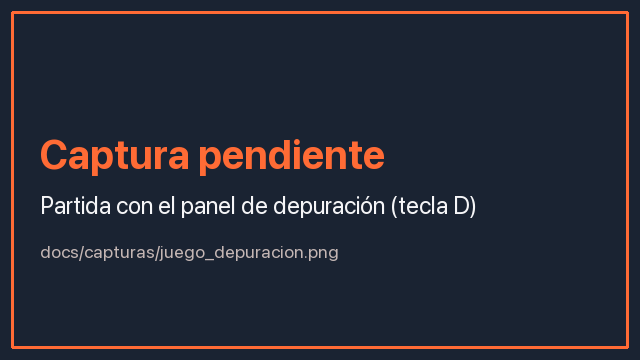 Captura pendiente
Partida con el panel de depuración (tecla D)
docs/capturas/juego_depuracion.png